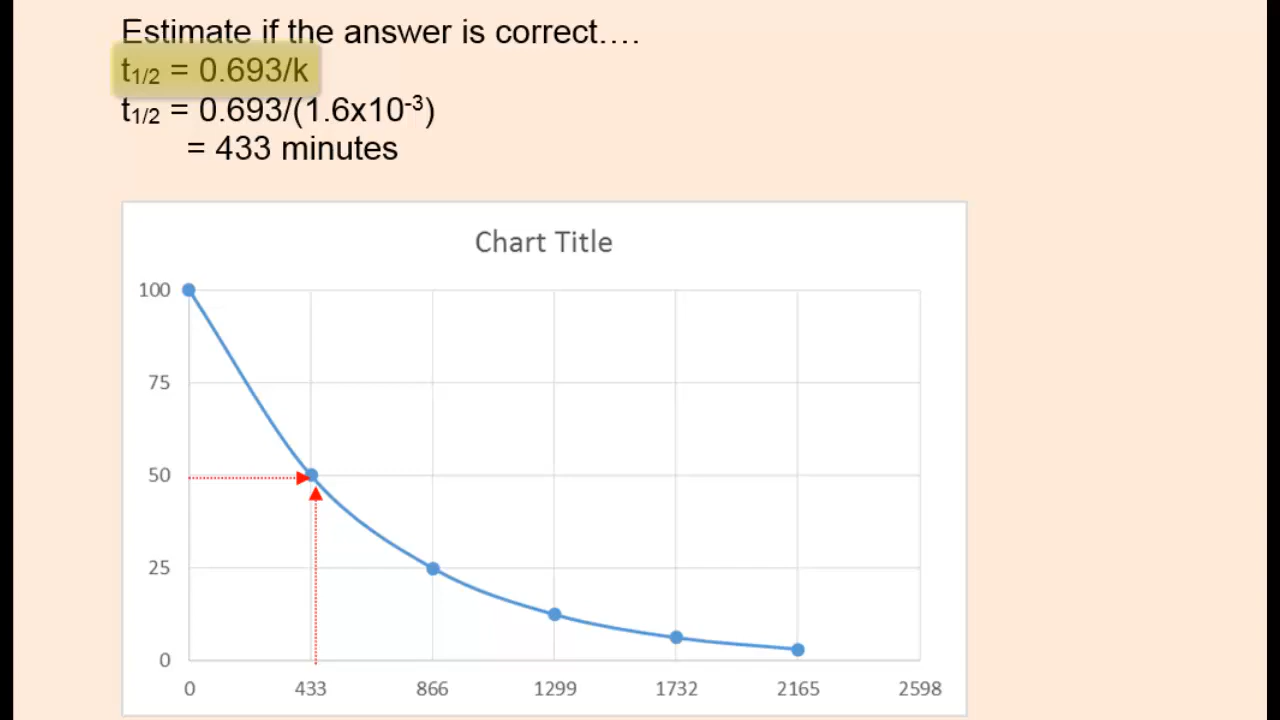 Estimate if the answer is correct....
t1/2 = 0.693/k
t1/2 = 0.693/(1.6x10-3)
= 433 minutes
Chart Title
100
75
50
25
0
0 433 866 1299 1732 2165 2598